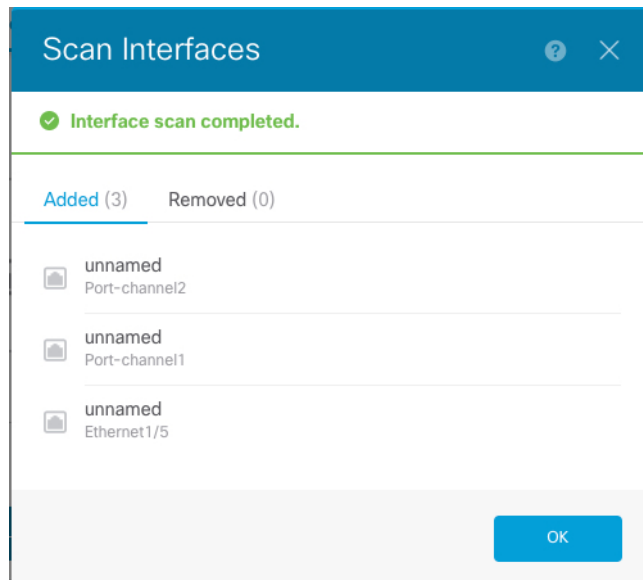 Scan Interfaces
?
Interface scan completed.
Added (3) Removed (0)
unnamed
Port-channel2
unnamed
Port-channel1
unnamed
Ethernet1/5
OK